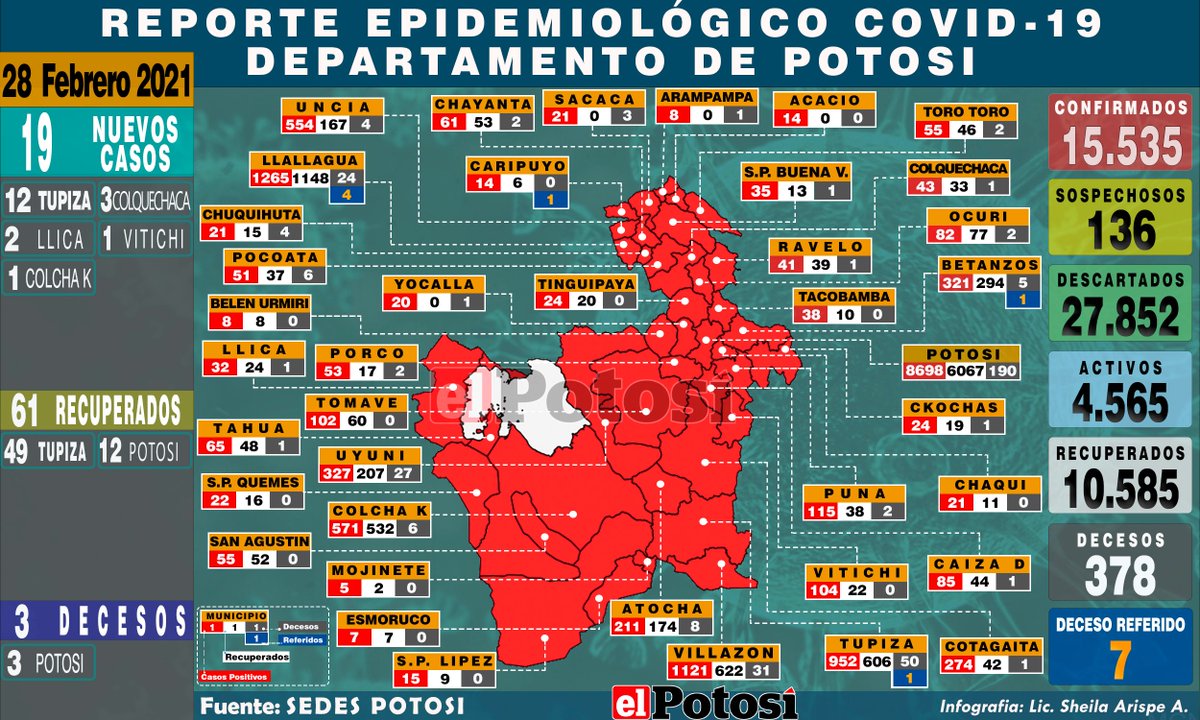 REPORTE EPIDEMIOLÓGICO COVID-19
DEPARTAMENTO DE POTOSI
28 Febrero 2021
19 NUEVOS CASOS
12 TUPIZA 3 COLQUECHACA
2 LLICA 1 VITICHI
1 COLCHA K
61 RECUPERADOS
49 TUPIZA 12 POTOSI
3 DECESOS
3 POTOSI
UNCIA
554 167 4
CHAYANTA
61 53 2
SACACA
21 0 3
ARAMPAMPA
8 0 1
ACACIO
14 0 0
TORO TORO
55 46 2
LLALLAGUA
1265 1148 24
4
CARIPUYO
14 6 0
1
S.P. BUENA V.
35 13 1
COLQUECHACA
43 33 1
CHUQUIHUTA
21 15 4
OCURI
82 77 2
POCOATA
51 37 6
RAVELO
41 39 1
YOCALLA
20 0 1
TINGUIPAYA
24 20 0
BETANZOS
321 294 5
1
BELEN URMIRI
8 8 0
TACOBAMBA
38 10 0
LLICA
32 24 1
PORCO
53 17 2
POTOSI
8698 6067 190
el Potosí
TOMAVE
102 60 0
CKOCHAS
24 19 1
TAHUA
65 48 1
UYUNI
327 207 27
S.P. QUEMES
22 16 0
PUNA
115 38 2
CHAQUI
21 11 0
COLCHA K
571 532 6
SAN AGUSTIN
55 52 0
MOJINETE
5 2 0
VITICHI
104 22 0
CAIZA D
85 44 1
ESMORUCO
7 7 0
ATOCHA
211 174 8
S.P. LIPEZ
15 9 0
VILLAZON
1121 622 31
TUPIZA
952 606 50
1
COTAGAITA
274 42 1
MUNICIPIO
1 1 1 Decesos
1 Referidos
Recuperados
Casos Positivos
CONFIRMADOS
15.535
SOSPECHOSOS
136
DESCARTADOS
27.852
ACTIVOS
4.565
RECUPERADOS
10.585
DECESOS
378
DECESO REFERIDO
7
Fuente: SEDES POTOSI
el Potosí
Infografia: Lic. Sheila Arispe A.